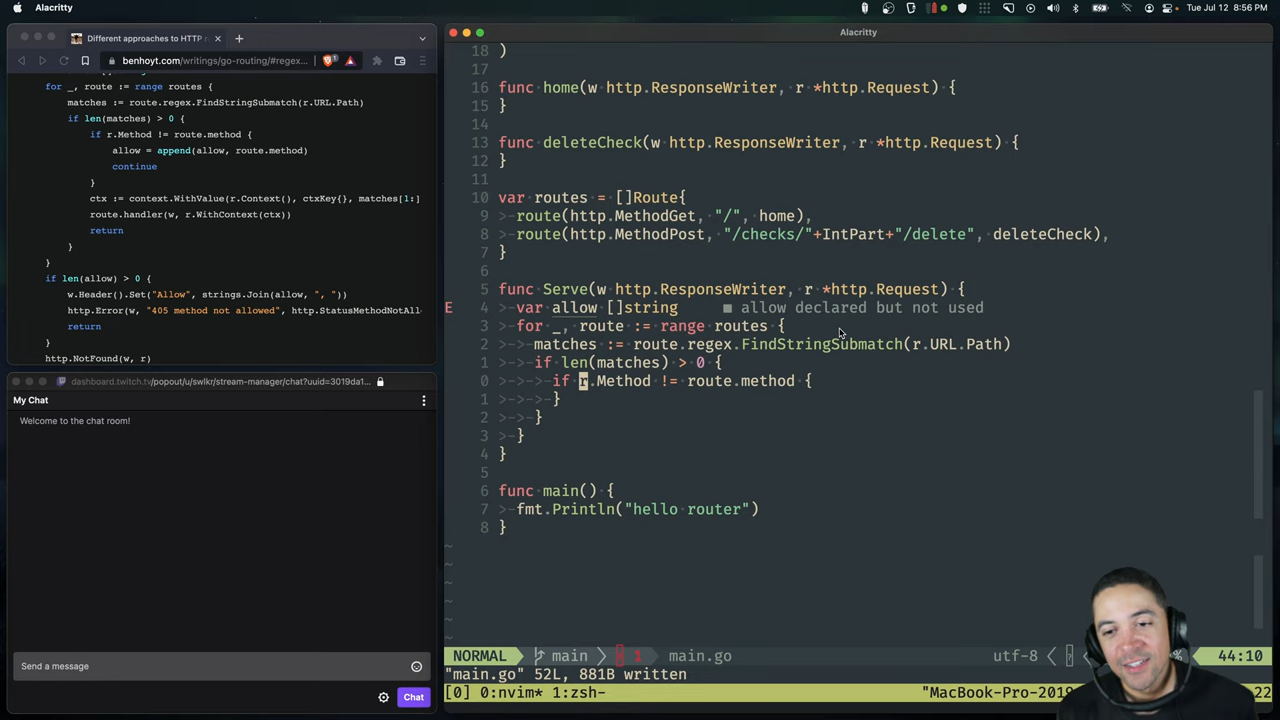 Alacritty
Tue Jul 12 8:56 PM
Different approaches to HTTP r
benhoyt.com/writings/go-routing/#regex...
for _, route := range routes {
matches := route.regex.FindStringSubmatch(r.URL.Path)
if len(matches) > 0 {
if r.Method != route.method {
allow = append(allow, route.method)
continue
}
ctx := context.WithValue(r.Context(), ctxKey{}, matches[1:]
route.handler(w, r.WithContext(ctx))
return
}
}
if len(allow) > 0 {
w.Header().Set("Allow", strings.Join(allow, ", "))
http.Error(w, "405 method not allowed", http.StatusMethodNotAll
return
}
http.NotFound(w, r)
dashboard.twitch.tv/popout/u/swlkr/stream-manager/chat?uuid=3019da1...
My Chat
Welcome to the chat room!
Send a message
Chat
Alacritty
18 )
17
16 func home(w http.ResponseWriter, r *http.Request) {
15 }
14
13 func deleteCheck(w http.ResponseWriter, r *http.Request) {
12 }
11
10 var routes = []Route{
9 >-route(http.MethodGet, "/", home),
8 >-route(http.MethodPost, "/checks/"+IntPart+"/delete", deleteCheck),
7 }
6
5 func Serve(w http.ResponseWriter, r *http.Request) {
E 4 >-var allow []string ■ allow declared but not used
3 >-for _, route := range routes {
2 >->-matches := route.regex.FindStringSubmatch(r.URL.Path)
1 >->-if len(matches) > 0 {
0 >->->-if r.Method != route.method {
1 >->->-}
2 >->-}
3 >-}
4 }
5
6 func main() {
7 >-fmt.Println("hello router")
8 }
~
~
~
~
~
~
NORMAL main 1 main.go utf-8 % 44:10
"main.go" 52L, 881B written
[0] 0:nvim* 1:zsh- "MacBook-Pro-2019 22